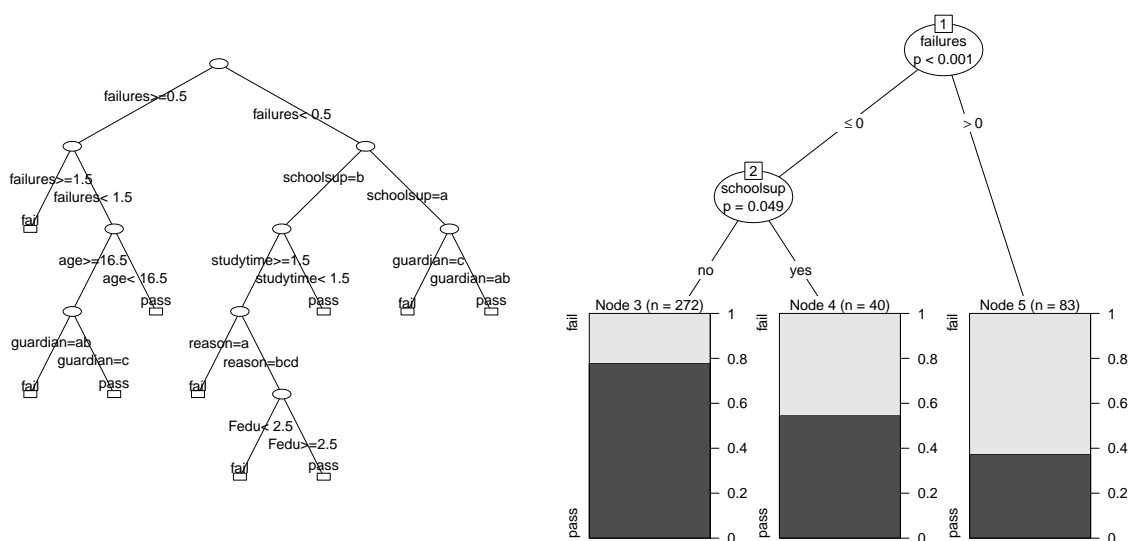 failures>=0.5
failures< 0.5
failures>=1.5
failures< 1.5
schoolsup=b
schoolsup=a
fail
age>=16.5
age< 16.5
studytime>=1.5
studytime< 1.5
guardian=c
guardian=ab
pass
pass
fail
pass
guardian=ab
guardian=c
reason=a
reason=bcd
fail
pass
fail
Fedu< 2.5
Fedu>=2.5
fail
pass
1
failures
p < 0.001
≤ 0
> 0
2
schoolsup
p = 0.049
no
yes
Node 3 (n = 272)
fail
pass
1
0.8
0.6
0.4
0.2
0
Node 4 (n = 40)
fail
pass
1
0.8
0.6
0.4
0.2
0
Node 5 (n = 83)
fail
pass
1
0.8
0.6
0.4
0.2
0